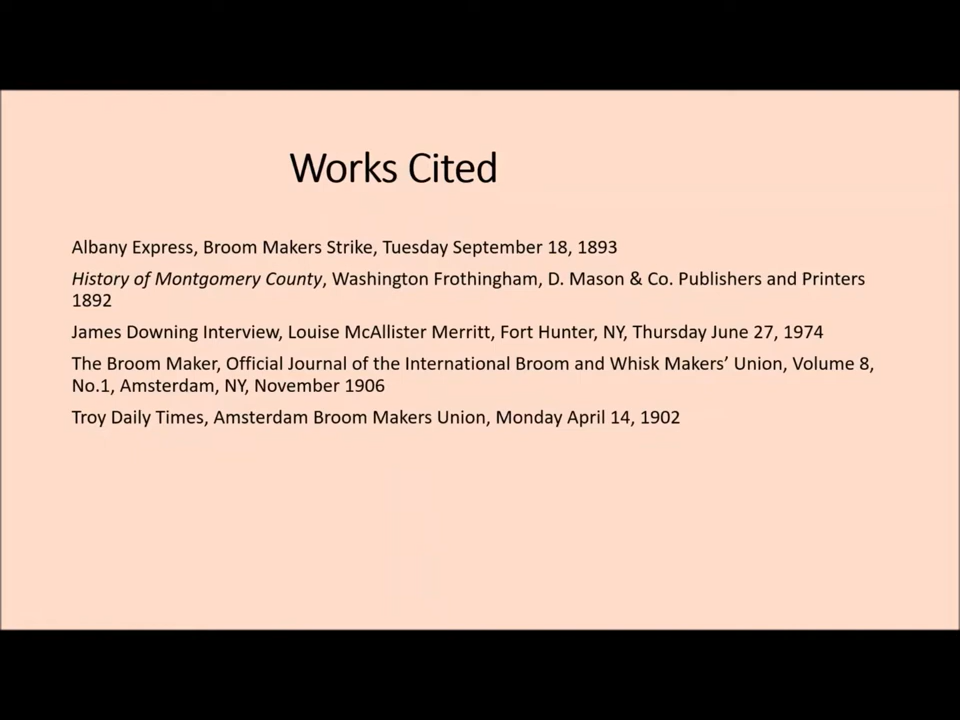 Works Cited
Albany Express, Broom Makers Strike, Tuesday September 18, 1893
History of Montgomery County, Washington Frothingham, D. Mason & Co. Publishers and Printers
1892
James Downing Interview, Louise McAllister Merritt, Fort Hunter, NY, Thursday June 27, 1974
The Broom Maker, Official Journal of the International Broom and Whisk Makers’ Union, Volume 8,
No.1, Amsterdam, NY, November 1906
Troy Daily Times, Amsterdam Broom Makers Union, Monday April 14, 1902